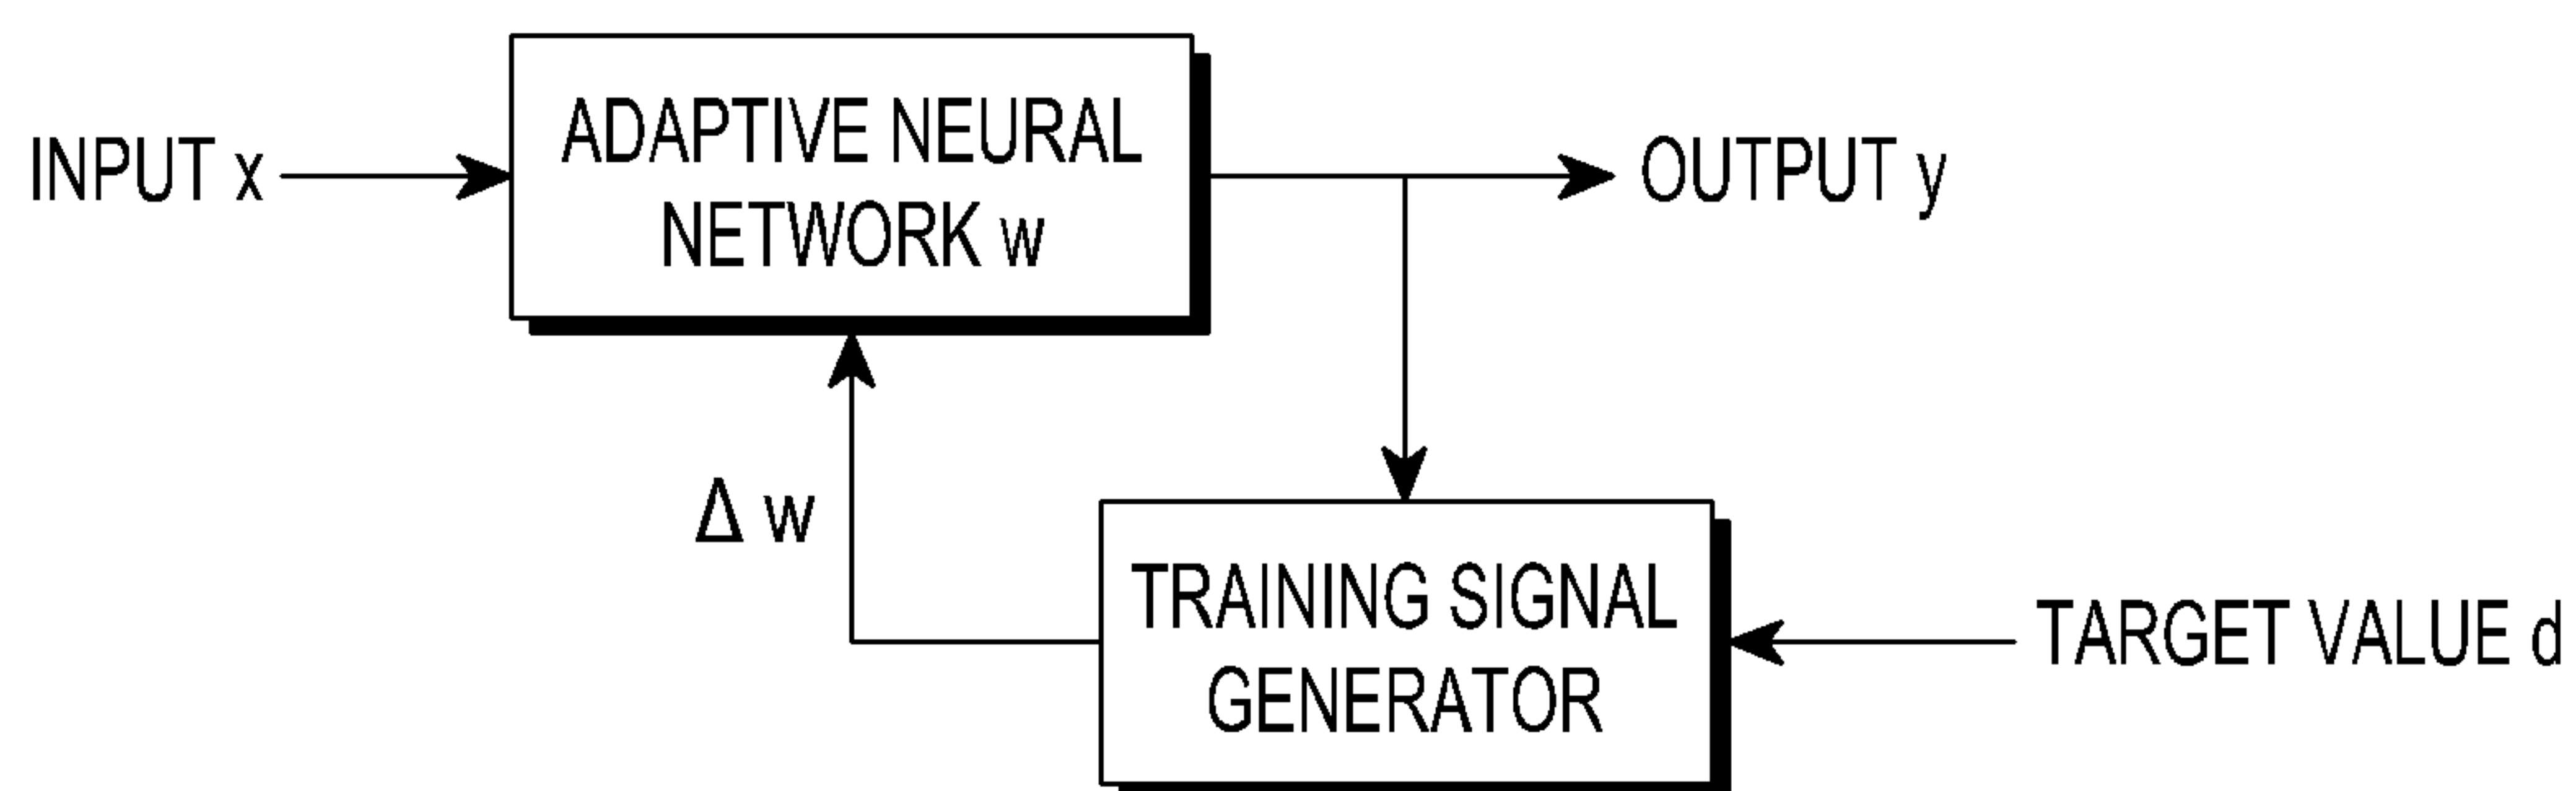 INPUT x
ADAPTIVE NEURAL
NETWORK w
OUTPUT y
Δ w
TRAINING SIGNAL
GENERATOR
TARGET VALUE d